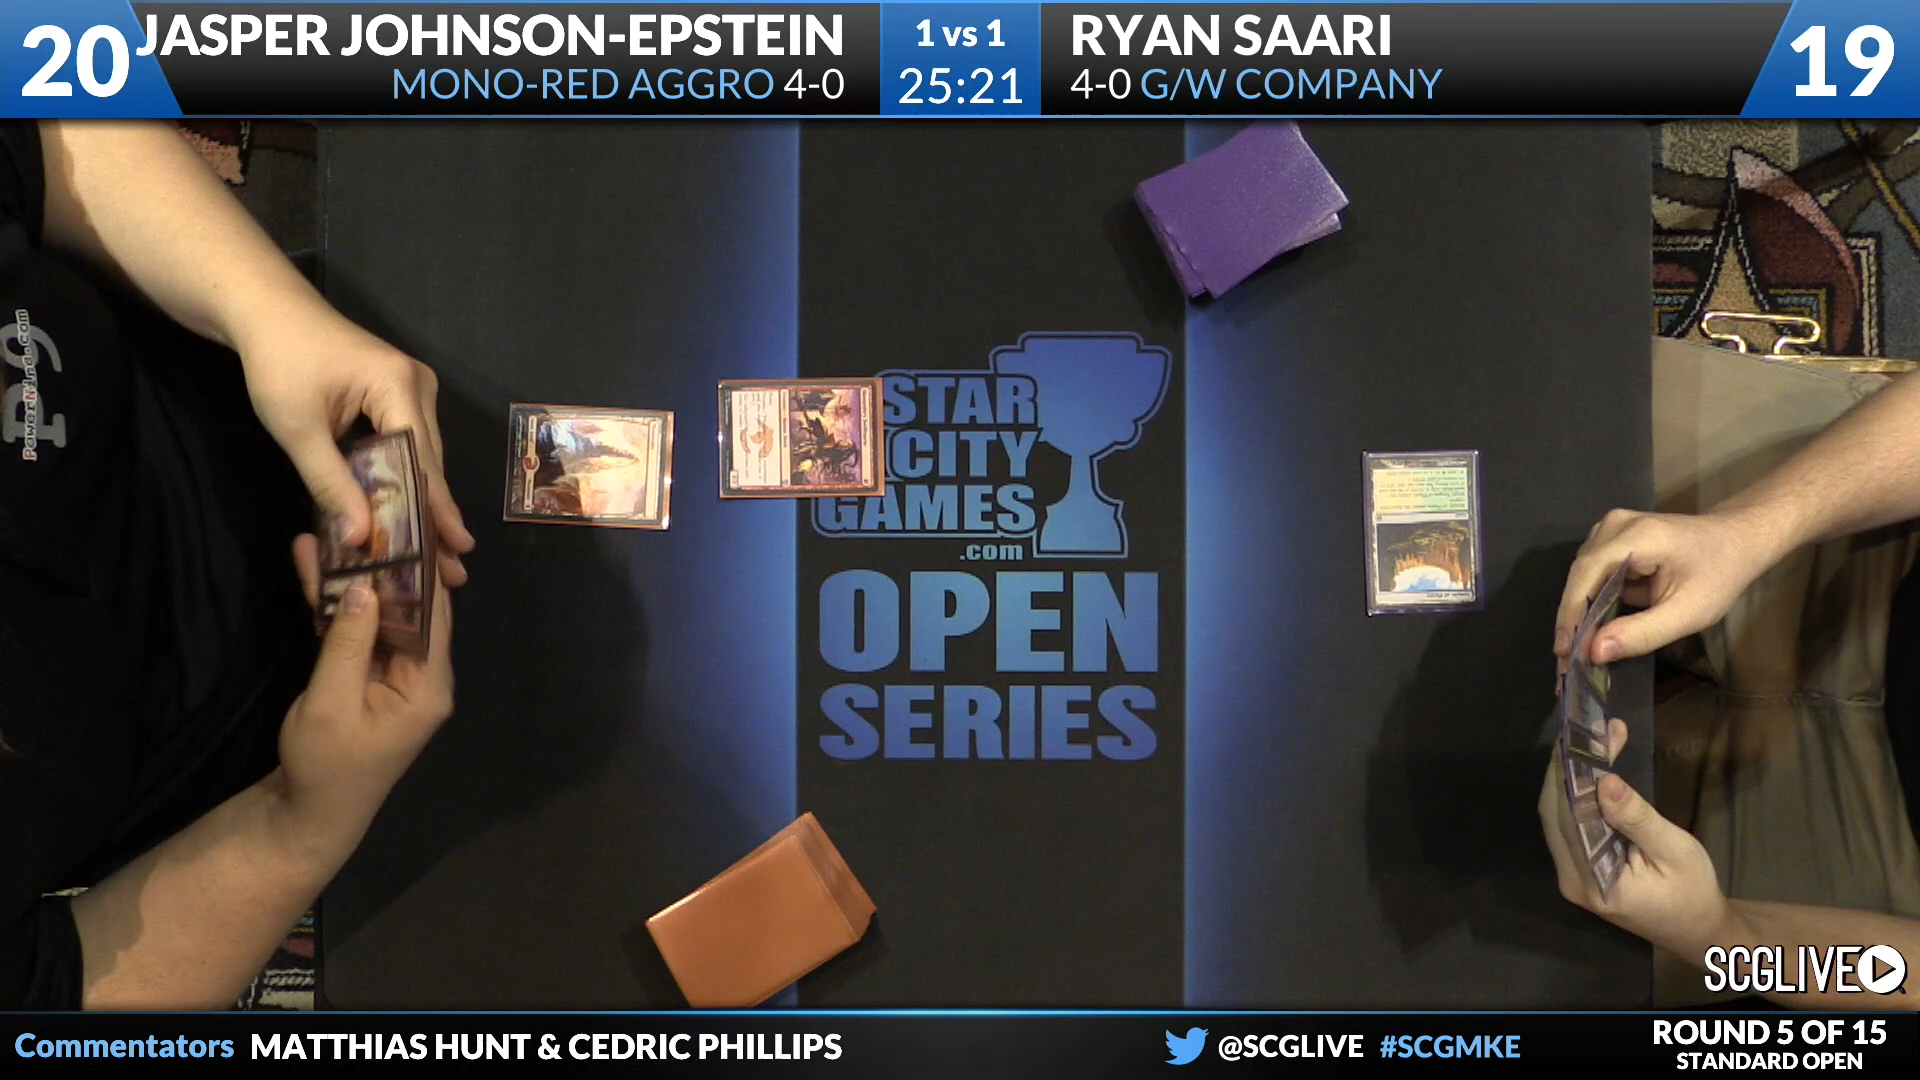 20
JASPER JOHNSON-EPSTEIN
MONO-RED AGGRO 4-0
1 vs 1
25:21
RYAN SAARI
4-0 G/W COMPANY
19
PowerNine.com
STAR
CITY
GAMES
.com
OPEN
SERIES
SCGLIVE
Commentators MATTHIAS HUNT & CEDRIC PHILLIPS
@SCGLIVE #SCGMKE
ROUND 5 OF 15
STANDARD OPEN